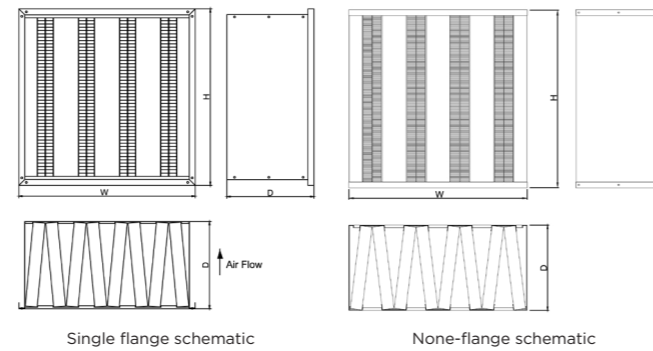 H
W
D
D
Air Flow
Single flange schematic
H
W
D
None-flange schematic